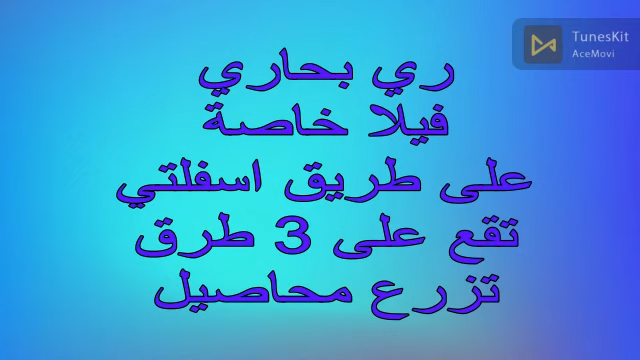 TunesKit
AceMovi
ري بحاري
فيلا خاصة
على طريق اسفلتي
تقع على 3 طرق
تزرع محاصيل